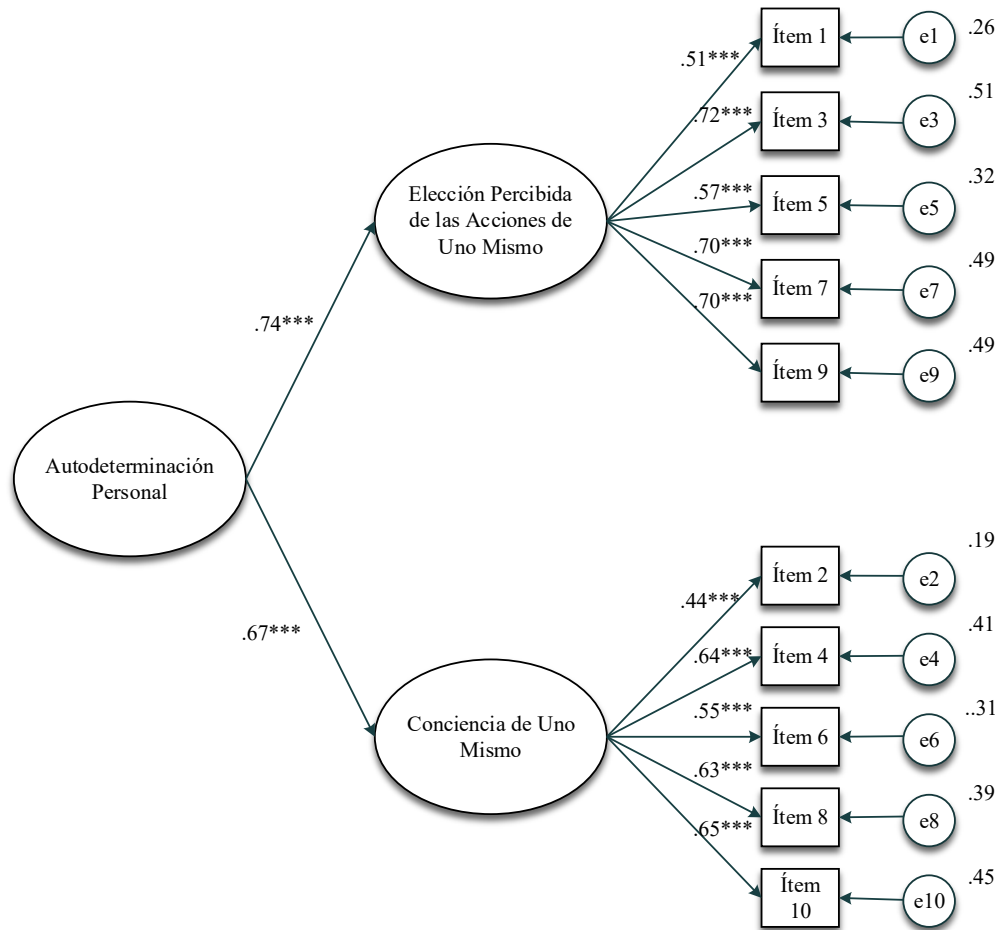 Ítem 1
e1
.26
.51***
Ítem 3
e3
.51
.72***
Elección Percibida
de las Acciones de
Uno Mismo
.57***
Ítem 5
e5
.32
.70***
Ítem 7
e7
.49
.70***
Ítem 9
e9
.49
.74***
Autodeterminación
Personal
.67***
Ítem 2
e2
.19
.44***
Ítem 4
e4
.41
.64***
Conciencia de Uno
Mismo
.55***
Ítem 6
e6
..31
.63***
Ítem 8
e8
.39
.65***
Ítem
10
e10
.45